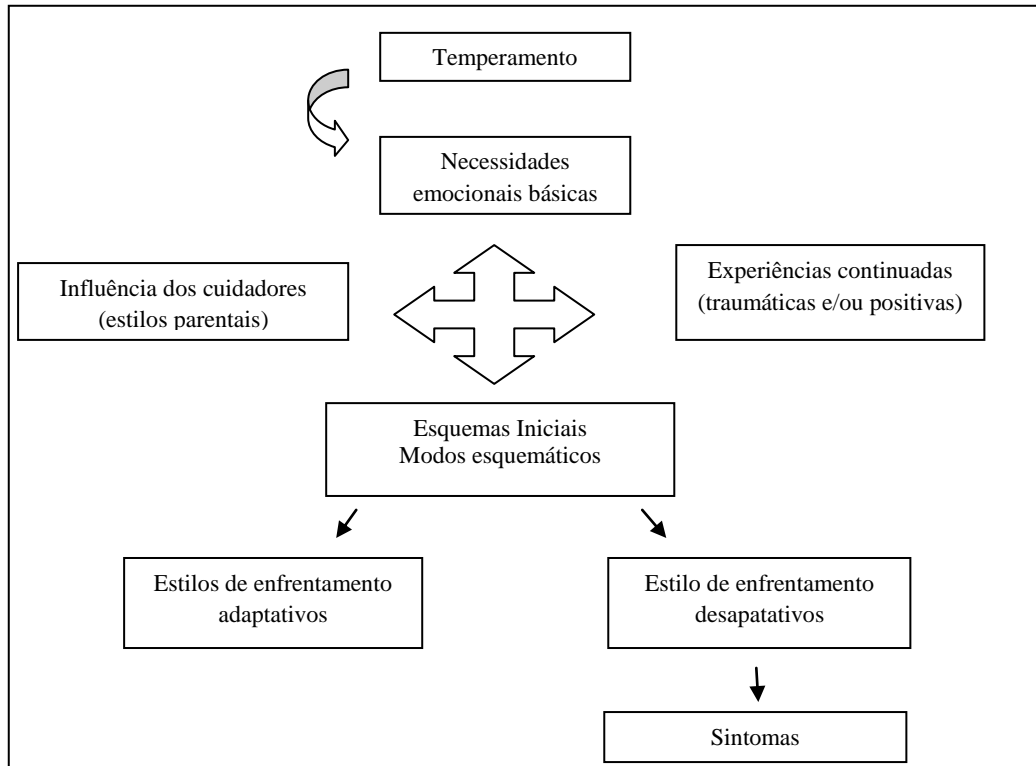 Temperamento
Necessidades
emocionais básicas
Influência dos cuidadores
(estilos parentais)
Experiências continuadas
(traumáticas e/ou positivas)
Esquemas Iniciais
Modos esquemáticos
Estilos de enfrentamento
adaptativos
Estilo de enfrentamento
desapatativos
Sintomas